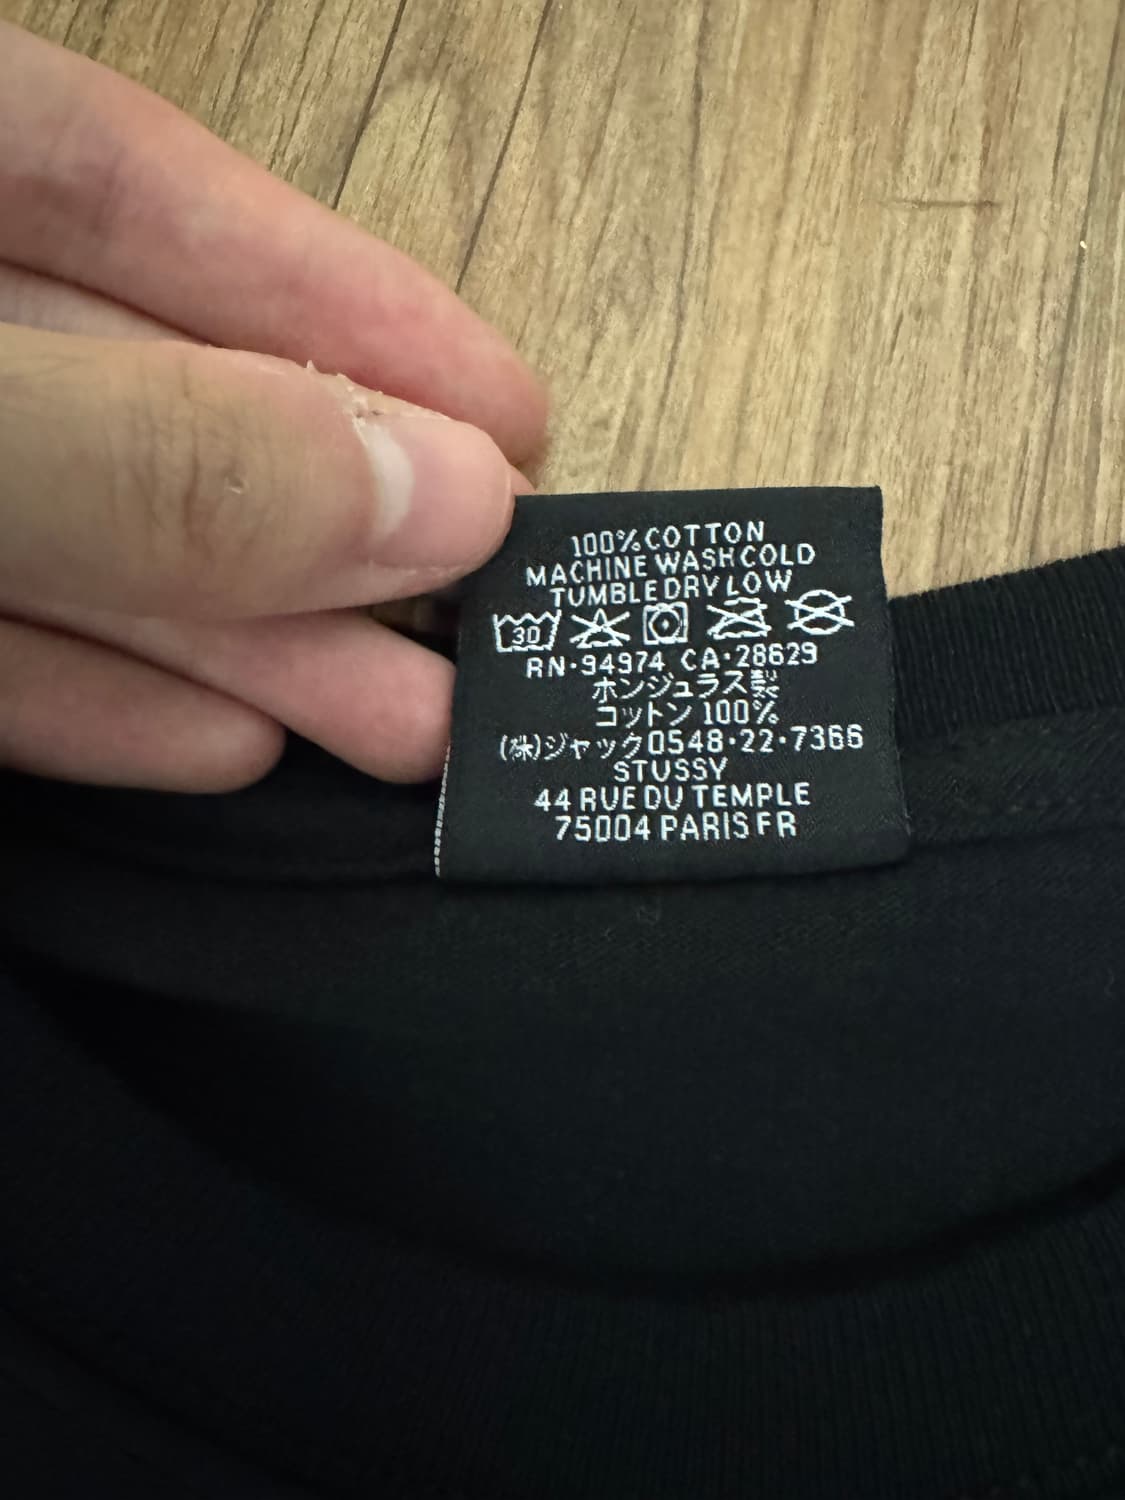 100% COTTON
MACHINE WASH COLD
TUMBLE DRY LOW
30
RN·94974 CA·28629
ホンジュラス製
コットン 100%
(株)ジャック0548·22·7366
STUSSY
44 RUE DU TEMPLE
75004 PARIS FR